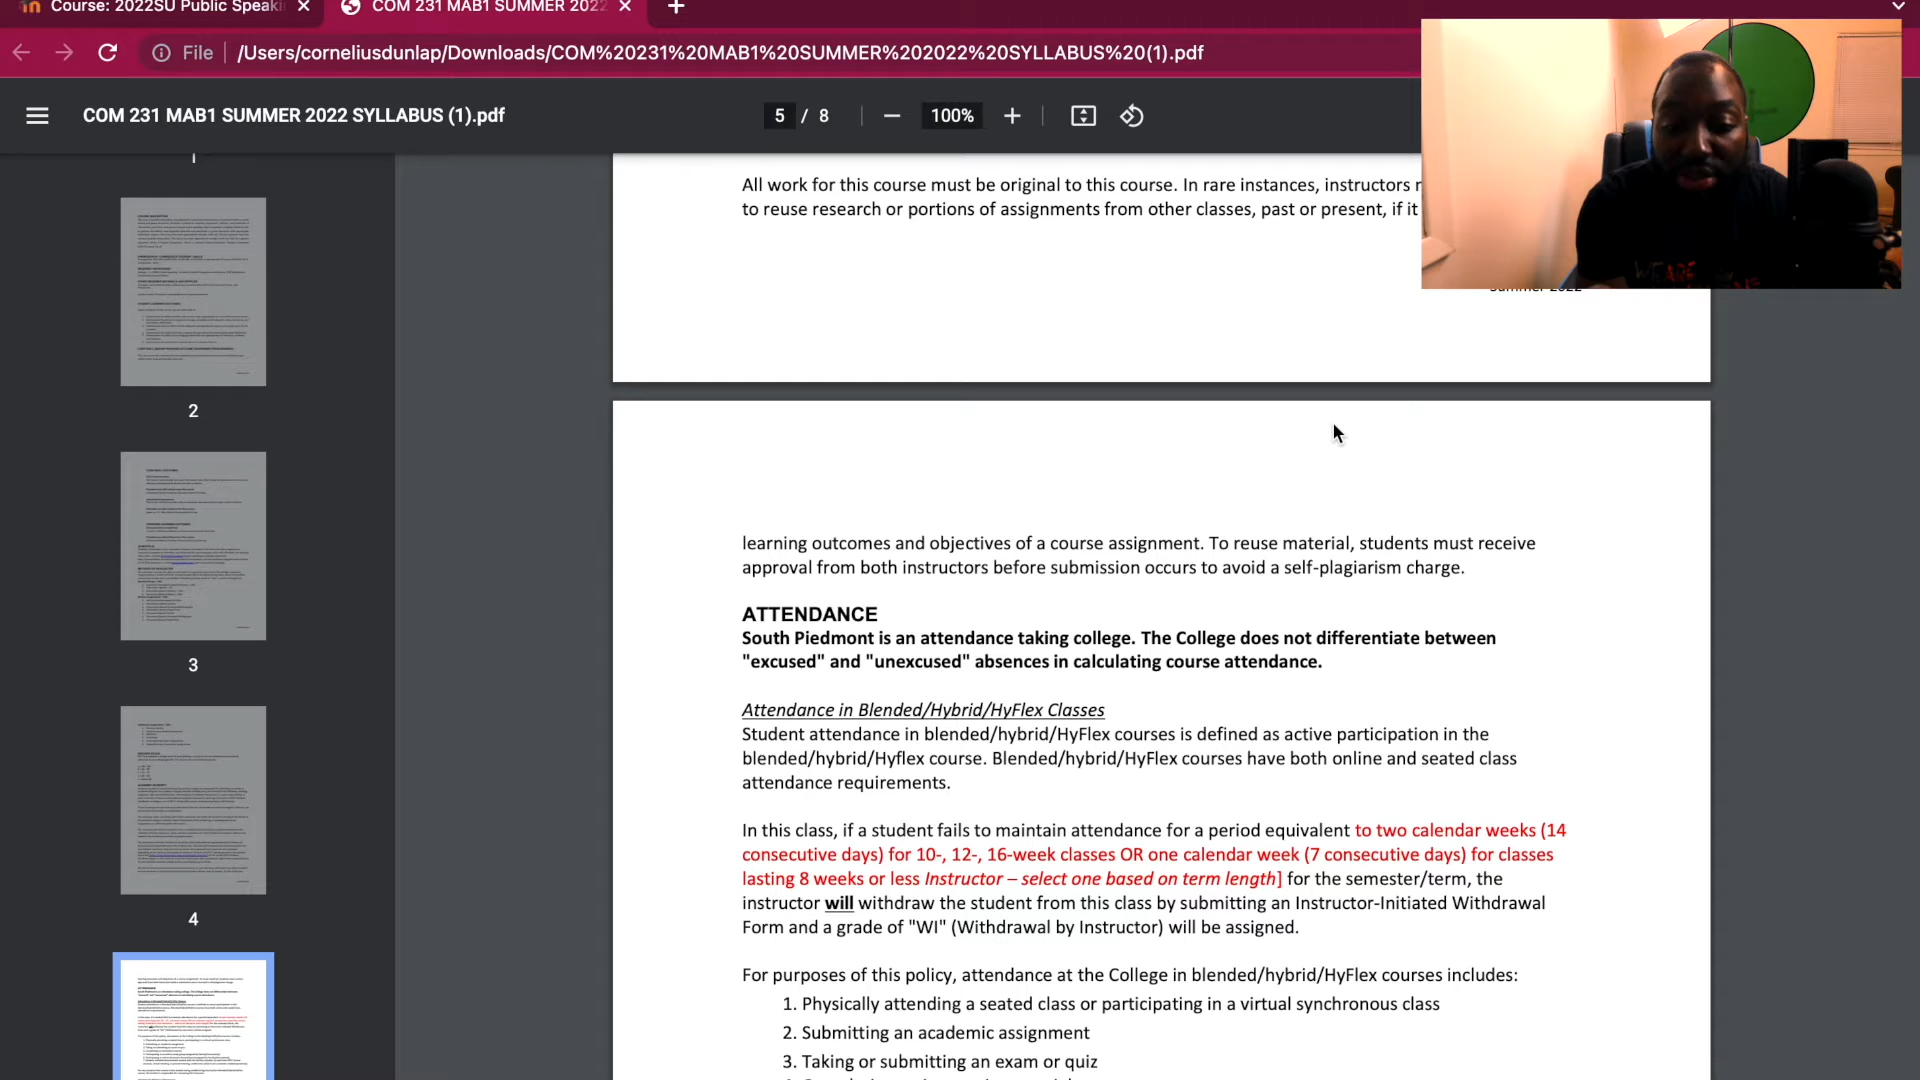 Course: 2022SU Public Speaki
COM 231 MAB1 SUMMER 2022
File
/Users/corneliusdunlap/Downloads/COM%20231%20MAB1%20SUMMER%202022%20SYLLABUS%20(1).pdf
COM 231 MAB1 SUMMER 2022 SYLLABUS (1).pdf
5 / 8
100%
1
2
3
4
All work for this course must be original to this course. In rare instances, instructors
to reuse research or portions of assignments from other classes, past or present, if it
Summer 2022
learning outcomes and objectives of a course assignment. To reuse material, students must receive
approval from both instructors before submission occurs to avoid a self-plagiarism charge.
ATTENDANCE
South Piedmont is an attendance taking college. The College does not differentiate between
"excused" and "unexcused" absences in calculating course attendance.
Attendance in Blended/Hybrid/HyFlex Classes
Student attendance in blended/hybrid/HyFlex courses is defined as active participation in the
blended/hybrid/Hyflex course. Blended/hybrid/HyFlex courses have both online and seated class
attendance requirements.
In this class, if a student fails to maintain attendance for a period equivalent to two calendar weeks (14
consecutive days) for 10-, 12-, 16-week classes OR one calendar week (7 consecutive days) for classes
lasting 8 weeks or less Instructor – select one based on term length] for the semester/term, the
instructor will withdraw the student from this class by submitting an Instructor-Initiated Withdrawal
Form and a grade of "WI" (Withdrawal by Instructor) will be assigned.
For purposes of this policy, attendance at the College in blended/hybrid/HyFlex courses includes:
1. Physically attending a seated class or participating in a virtual synchronous class
2. Submitting an academic assignment
3. Taking or submitting an exam or quiz